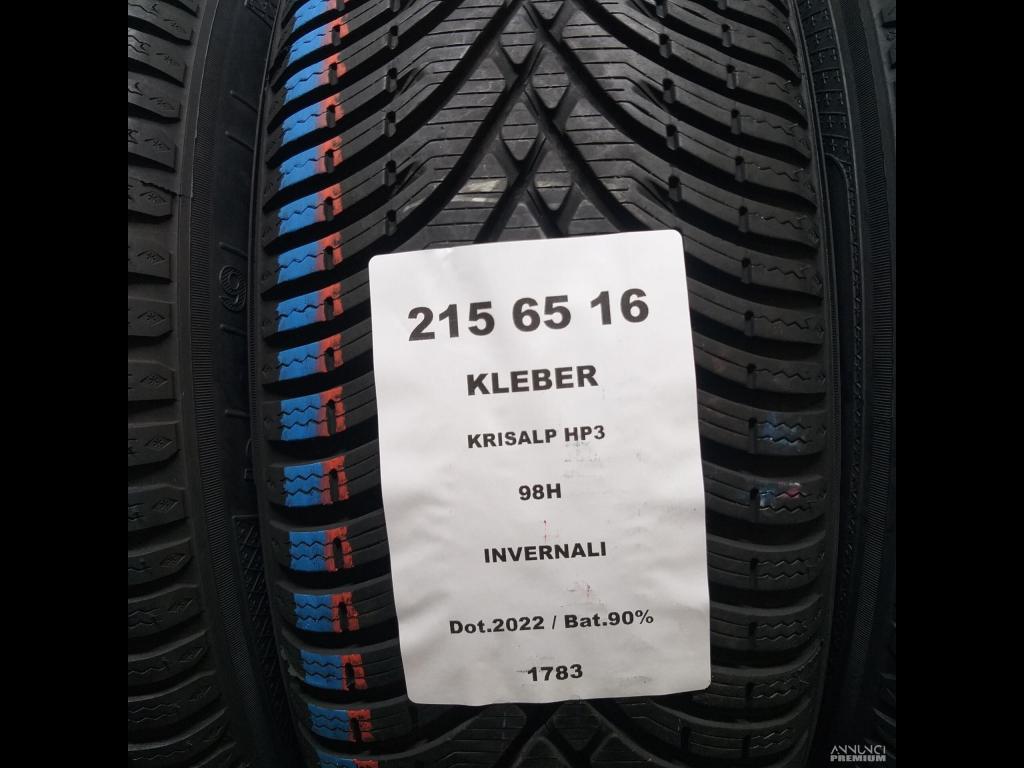 215 65 16
KLEBER
KRISALP HP3
98H
INVERNALI
Dot.2022 / Bat.90%
1783
ANNUNCI
PREMIUM